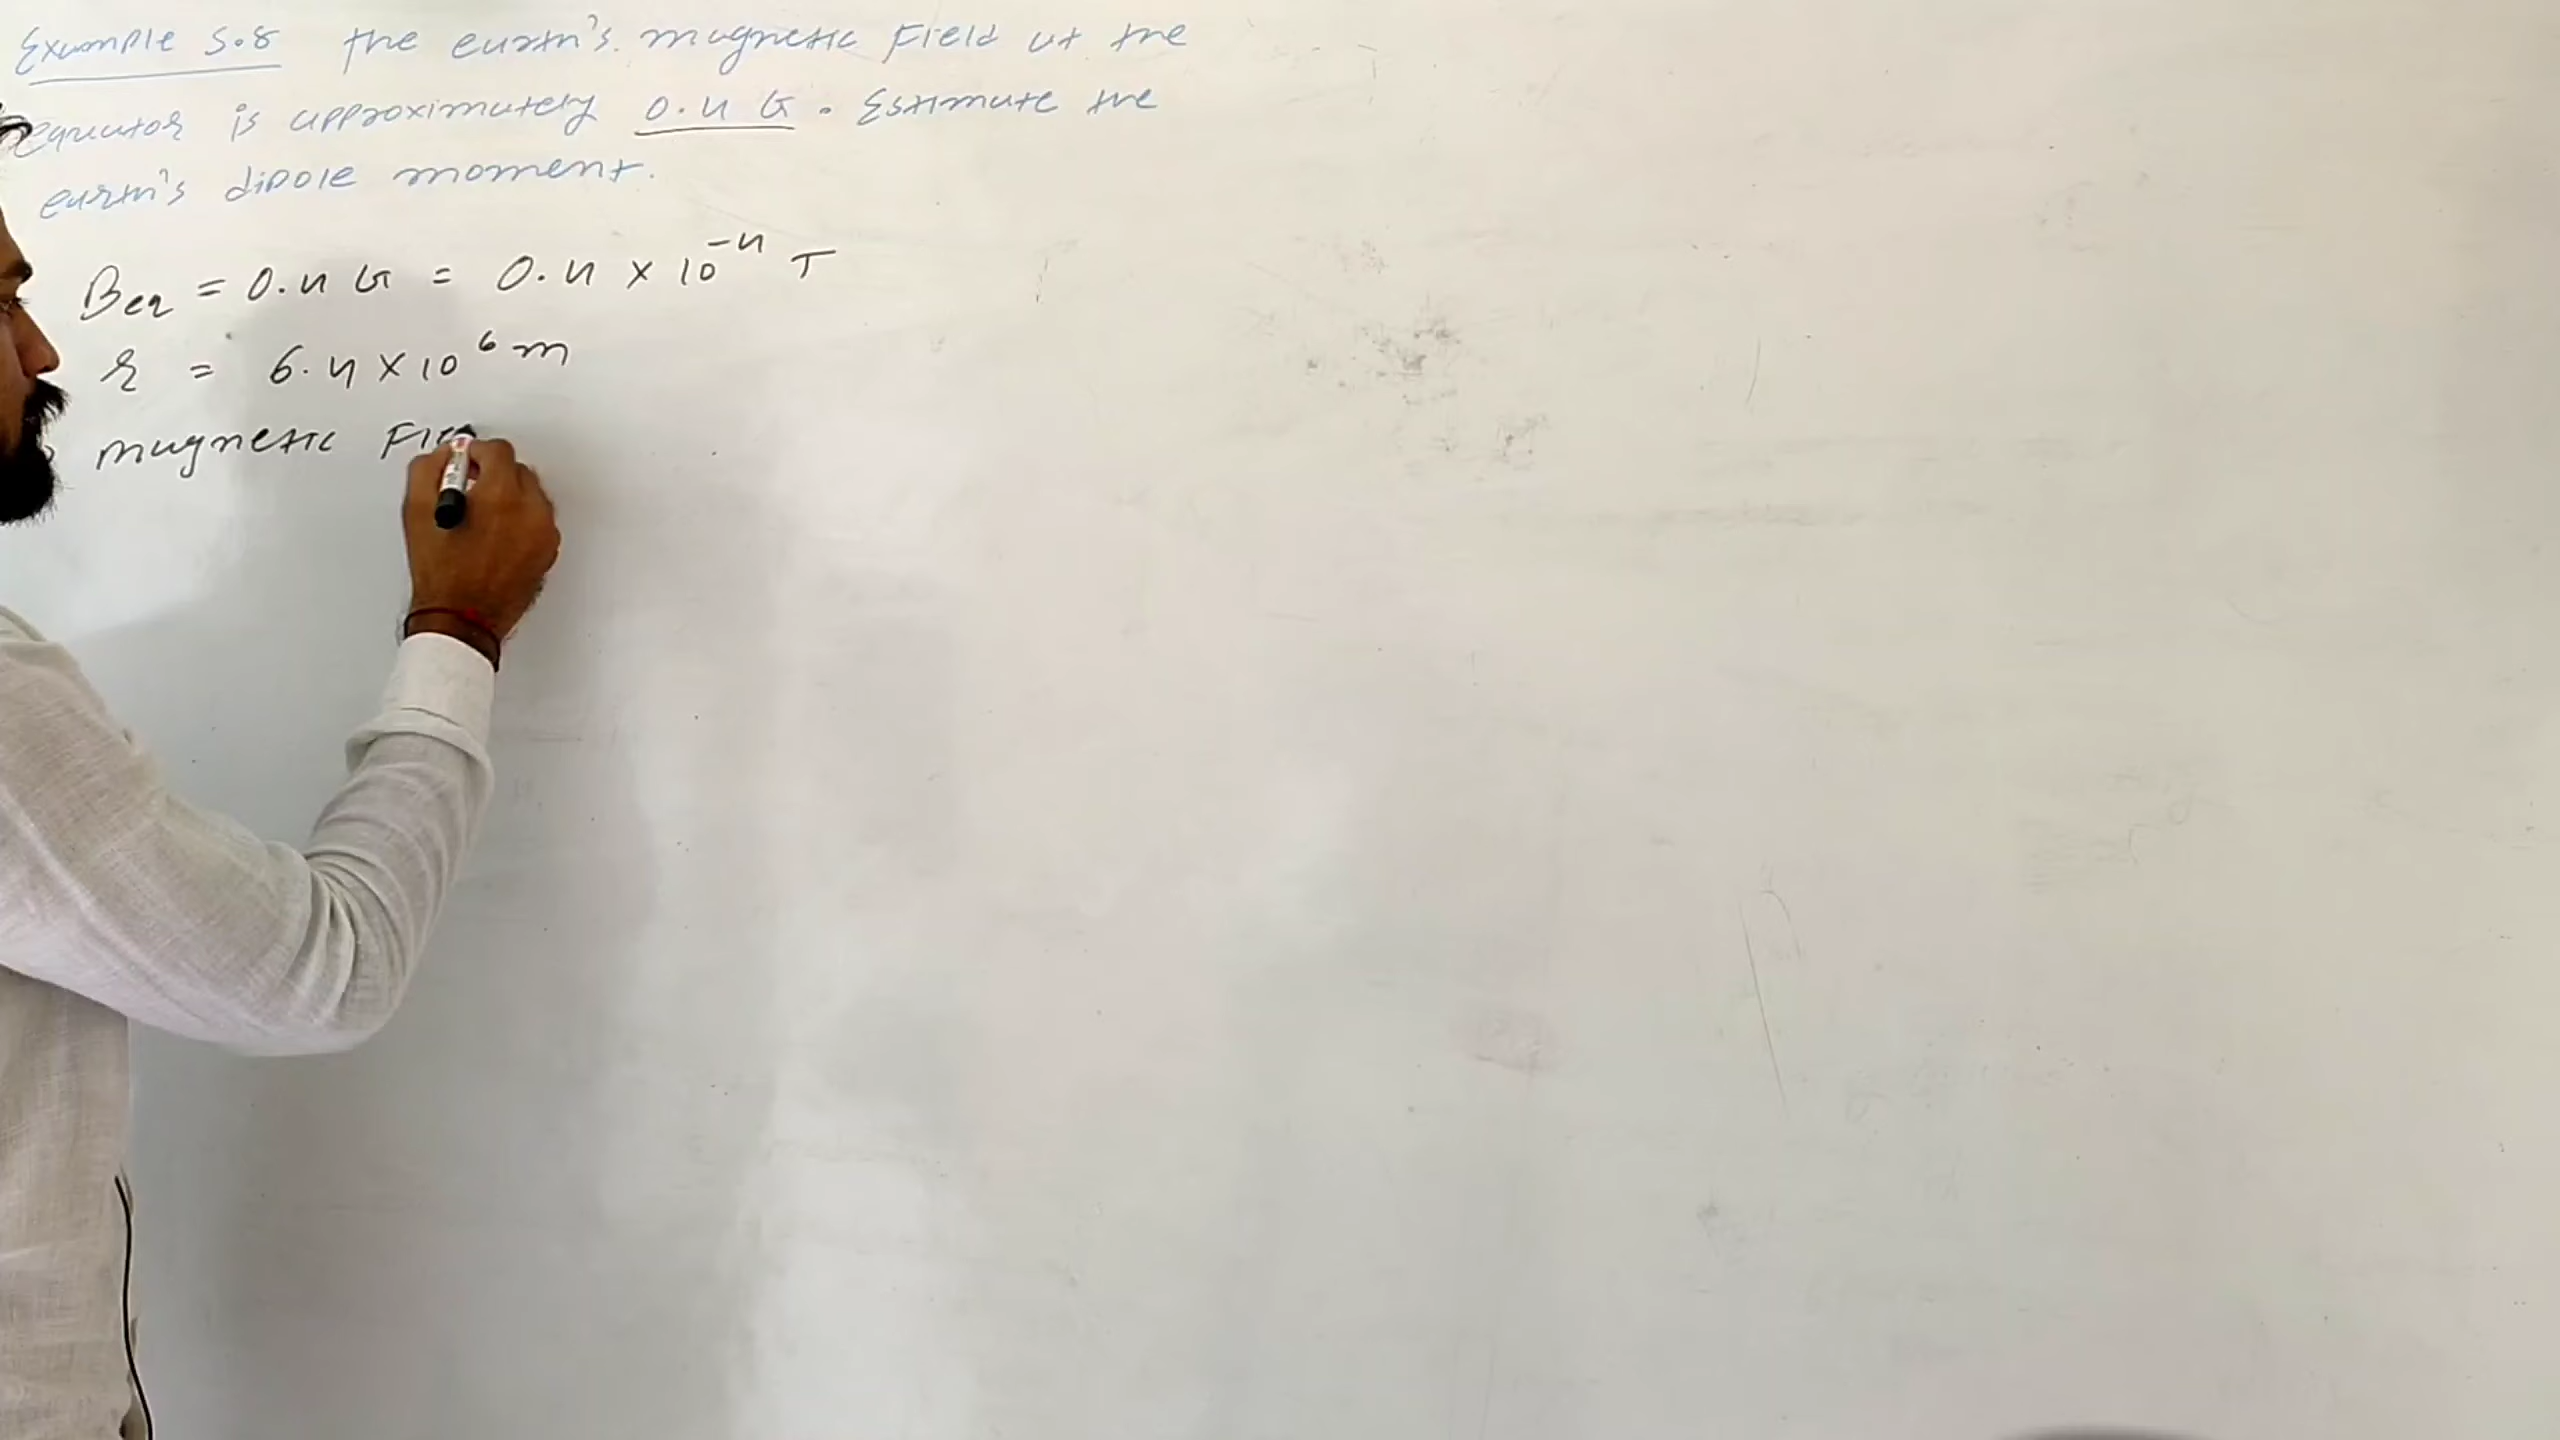 Example 5.8 the earth's magnetic Field at the
equator is approximately 0.4 G. Estimate the
earth's dipole moment.
Beq = 0.4 G = 0.4 × 10⁻⁴ T
r = 6.4 × 10⁶ m
magnetic Fie